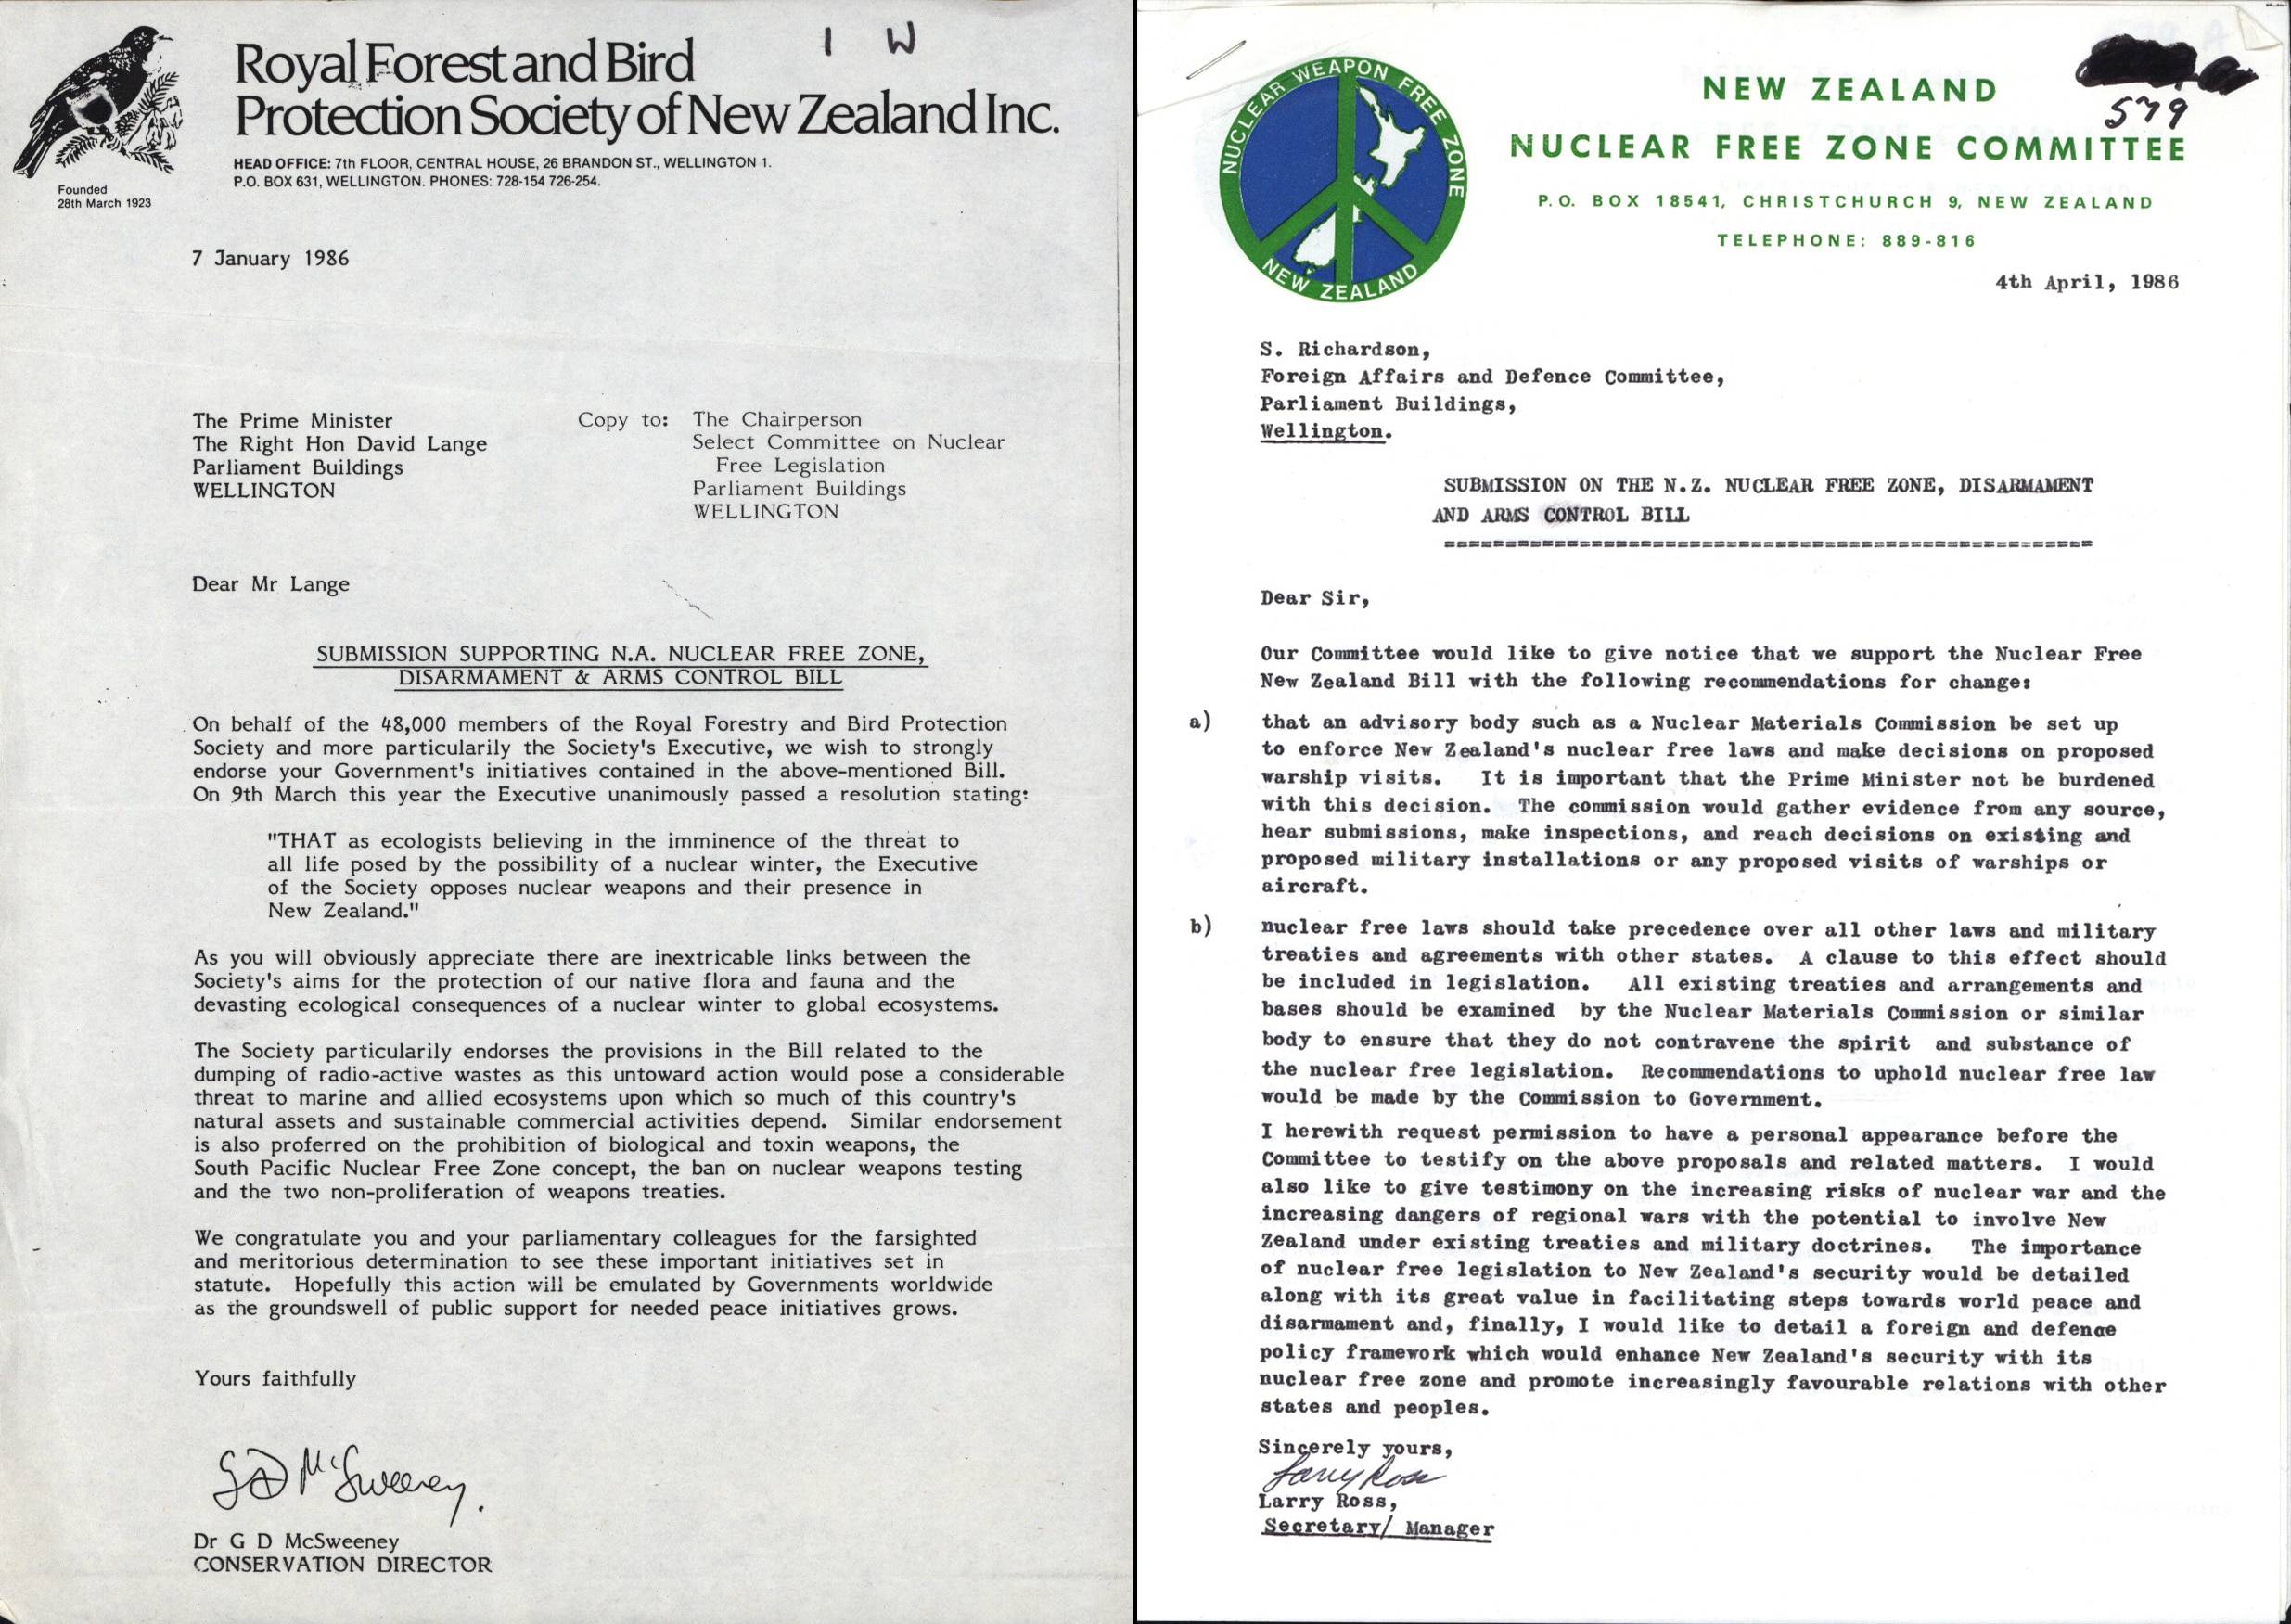 I W
Royal Forest and Bird
Protection Society of New Zealand Inc.
HEAD OFFICE: 7th FLOOR, CENTRAL HOUSE, 26 BRANDON ST., WELLINGTON 1.
P.O. BOX 631, WELLINGTON. PHONES: 728-154 726-254.
Founded
28th March 1923
7 January 1986
The Prime Minister
The Right Hon David Lange
Parliament Buildings
WELLINGTON
Copy to: The Chairperson
Select Committee on Nuclear
Free Legislation
Parliament Buildings
WELLINGTON
Dear Mr Lange
SUBMISSION SUPPORTING N.A. NUCLEAR FREE ZONE,
DISARMAMENT & ARMS CONTROL BILL
On behalf of the 48,000 members of the Royal Forestry and Bird Protection
Society and more particularily the Society's Executive, we wish to strongly
endorse your Government's initiatives contained in the above-mentioned Bill.
On 9th March this year the Executive unanimously passed a resolution stating:
"THAT as ecologists believing in the imminence of the threat to
all life posed by the possibility of a nuclear winter, the Executive
of the Society opposes nuclear weapons and their presence in
New Zealand."
As you will obviously appreciate there are inextricable links between the
Society's aims for the protection of our native flora and fauna and the
devasting ecological consequences of a nuclear winter to global ecosystems.
The Society particularily endorses the provisions in the Bill related to the
dumping of radio-active wastes as this untoward action would pose a considerable
threat to marine and allied ecosystems upon which so much of this country's
natural assets and sustainable commercial activities depend. Similar endorsement
is also proferred on the prohibition of biological and toxin weapons, the
South Pacific Nuclear Free Zone concept, the ban on nuclear weapons testing
and the two non-proliferation of weapons treaties.
We congratulate you and your parliamentary colleagues for the farsighted
and meritorious determination to see these important initiatives set in
statute. Hopefully this action will be emulated by Governments worldwide
as the groundswell of public support for needed peace initiatives grows.
Yours faithfully
G D McSweeney.
Dr G D McSweeney
CONSERVATION DIRECTOR
NUCLEAR WEAPON FREE ZONE
NEW ZEALAND
NEW ZEALAND
579
NUCLEAR FREE ZONE COMMITTEE
P.O. BOX 18541, CHRISTCHURCH 9, NEW ZEALAND
TELEPHONE: 889-816
4th April, 1986
S. Richardson,
Foreign Affairs and Defence Committee,
Parliament Buildings,
Wellington.
SUBMISSION ON THE N.Z. NUCLEAR FREE ZONE, DISARMAMENT
AND ARMS CONTROL BILL
Dear Sir,
Our Committee would like to give notice that we support the Nuclear Free
New Zealand Bill with the following recommendations for change:
a) that an advisory body such as a Nuclear Materials Commission be set up
to enforce New Zealand's nuclear free laws and make decisions on proposed
warship visits. It is important that the Prime Minister not be burdened
with this decision. The commission would gather evidence from any source,
hear submissions, make inspections, and reach decisions on existing and
proposed military installations or any proposed visits of warships or
aircraft.
b) nuclear free laws should take precedence over all other laws and military
treaties and agreements with other states. A clause to this effect should
be included in legislation. All existing treaties and arrangements and
bases should be examined by the Nuclear Materials Commission or similar
body to ensure that they do not contravene the spirit and substance of
the nuclear free legislation. Recommendations to uphold nuclear free law
would be made by the Commission to Government.
I herewith request permission to have a personal appearance before the
Committee to testify on the above proposals and related matters. I would
also like to give testimony on the increasing risks of nuclear war and the
increasing dangers of regional wars with the potential to involve New
Zealand under existing treaties and military doctrines. The importance
of nuclear free legislation to New Zealand's security would be detailed
along with its great value in facilitating steps towards world peace and
disarmament and, finally, I would like to detail a foreign and defence
policy framework which would enhance New Zealand's security with its
nuclear free zone and promote increasingly favourable relations with other
states and peoples.
Sincerely yours,
Larry Ross
Larry Ross,
Secretary/ Manager